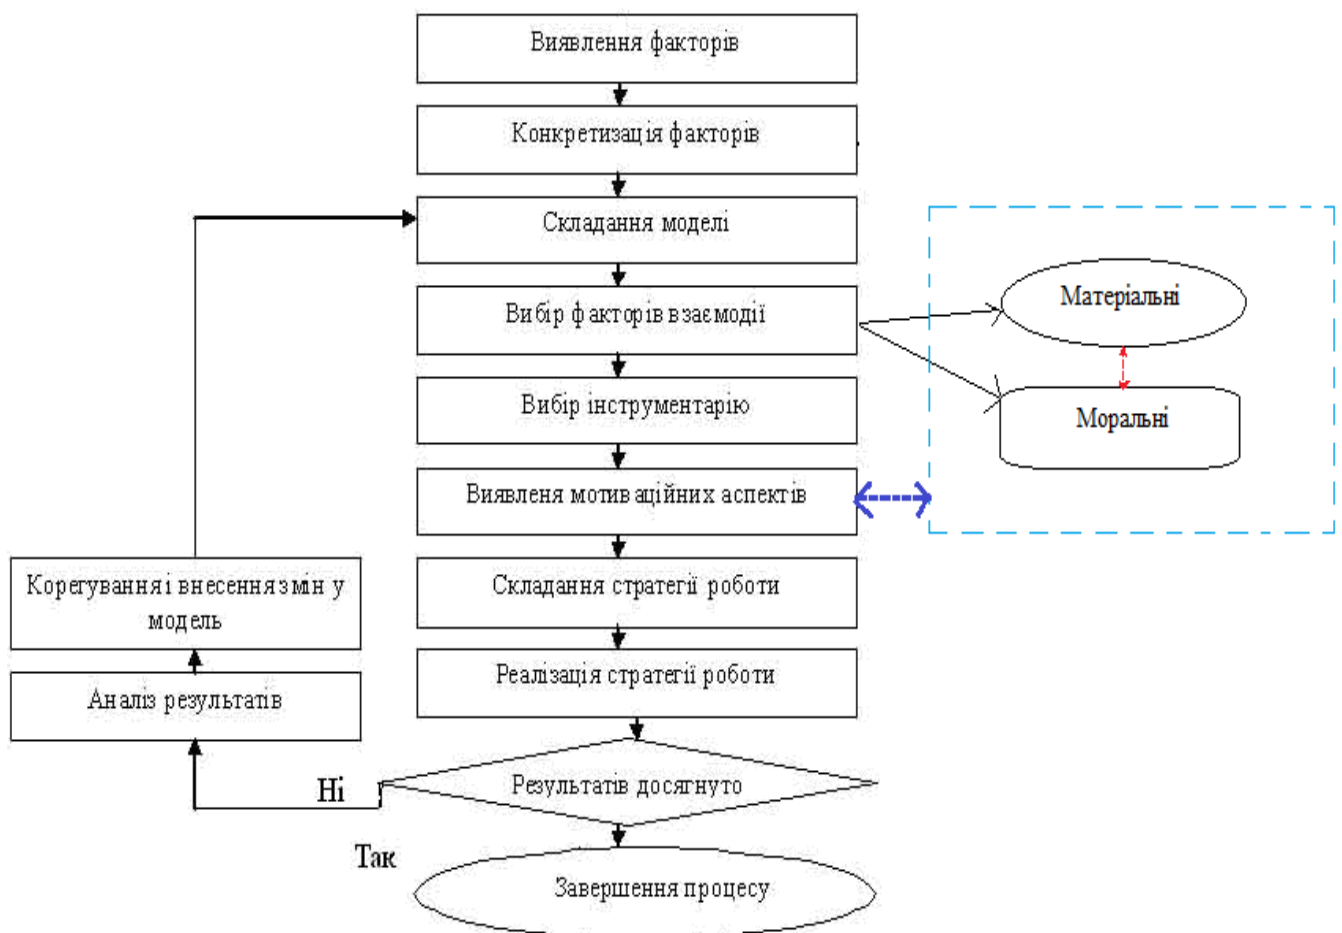 Виявлення факторів
Конкретизація факторів
Складання моделі
Вибір факторів взаємодії
Матеріальні
Моральні
Вибір інструментарію
Виявленя мотиваційних аспектів
Складання стратегії роботи
Реалізація стратегії роботи
Корегування і внесення змін у
модель
Аналіз результатів
Результатів досягнуто
Ні
Так
Завершення процесу